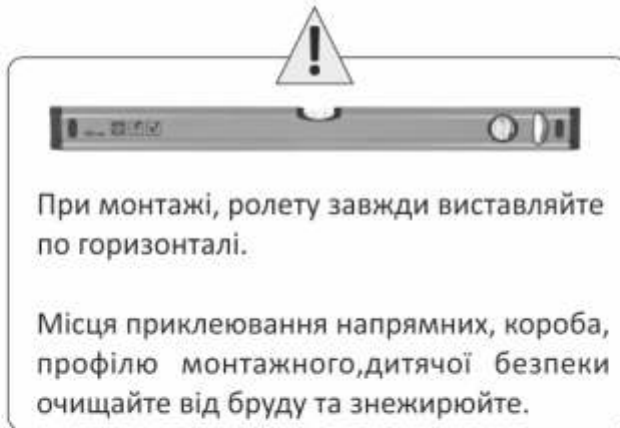 !
При монтажі, ролету завжди виставляйте
по горизонталі.
Місця приклеювання напрямних, короба,
профілю монтажного,дитячої безпеки
очищайте від бруду та знежирюйте.